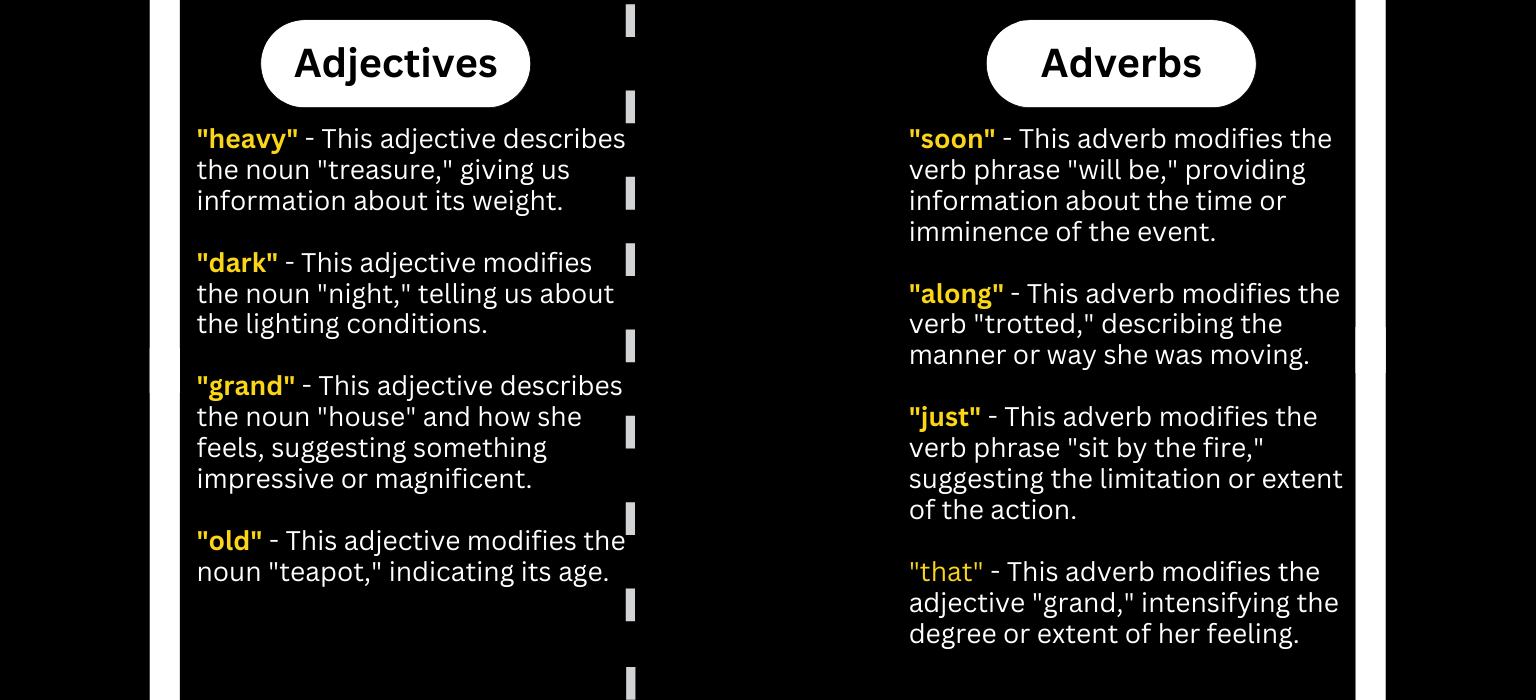 Adjectives
"heavy" - This adjective describes
the noun "treasure," giving us
information about its weight.
"dark" - This adjective modifies
the noun "night," telling us about
the lighting conditions.
"grand" - This adjective describes
the noun "house" and how she
feels, suggesting something
impressive or magnificent.
"old" - This adjective modifies the
noun "teapot," indicating its age.
Adverbs
"soon" - This adverb modifies the
verb phrase "will be," providing
information about the time or
imminence of the event.
"along" - This adverb modifies the
verb "trotted," describing the
manner or way she was moving.
"just" - This adverb modifies the
verb phrase "sit by the fire,"
suggesting the limitation or extent
of the action.
"that" - This adverb modifies the
adjective "grand," intensifying the
degree or extent of her feeling.